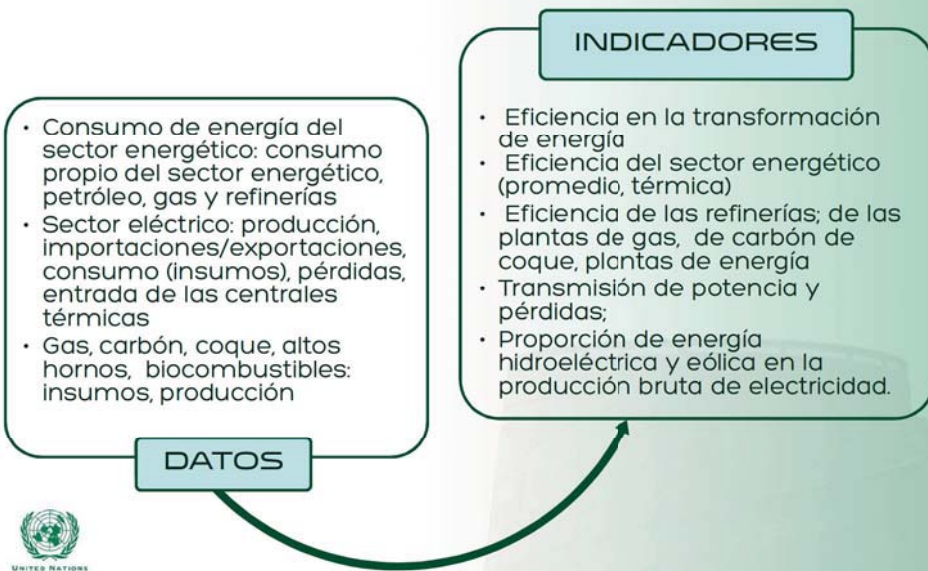 INDICADORES
• Consumo de energía del
sector energético: consumo
propio del sector energético,
petróleo, gas y refinerías
• Sector eléctrico: producción,
importaciones/exportaciones,
consumo (insumos), pérdidas,
entrada de las centrales
térmicas
• Gas, carbón, coque, altos
hornos, biocombustibles:
insumos, producción
DATOS
• Eficiencia en la transformación
de energía
• Eficiencia del sector energético
(promedio, térmica)
• Eficiencia de las refinerías; de las
plantas de gas, de carbón de
coque, plantas de energía
• Transmisión de potencia y
pérdidas;
• Proporción de energía
hidroeléctrica y eólica en la
producción bruta de electricidad.
UNITED NATIONS